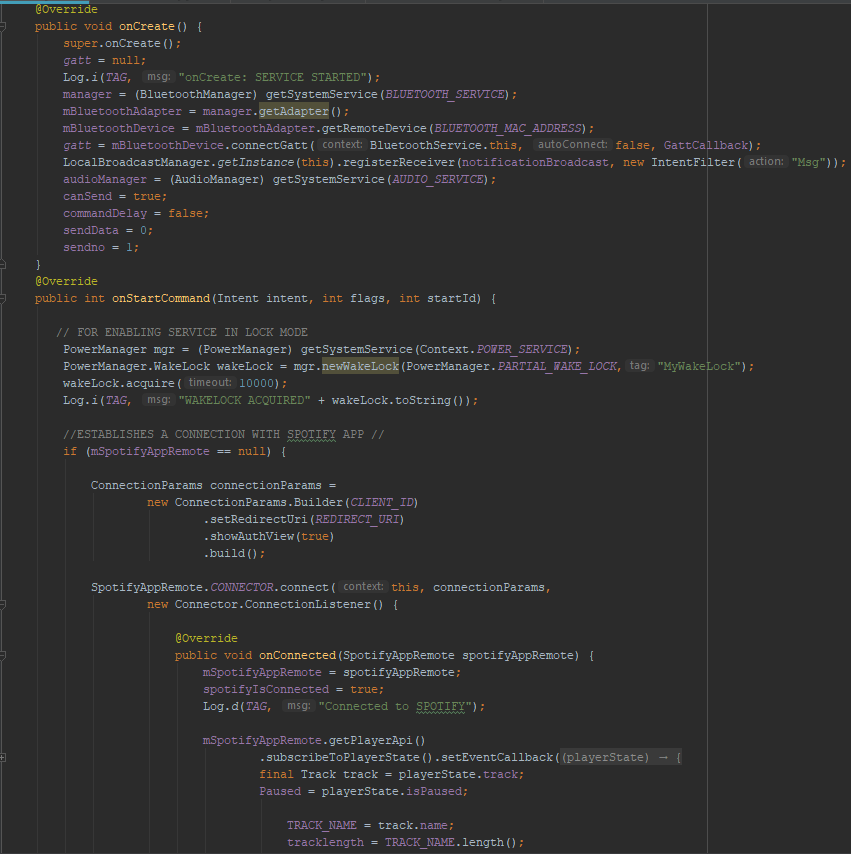 @Override
public void onCreate() {
super.onCreate();
gatt = null;
Log.i(TAG, msg: "onCreate: SERVICE STARTED");
manager = (BluetoothManager) getSystemService(BLUETOOTH_SERVICE);
mBluetoothAdapter = manager.getAdapter();
mBluetoothDevice = mBluetoothAdapter.getRemoteDevice(BLUETOOTH_MAC_ADDRESS);
gatt = mBluetoothDevice.connectGatt( context: BluetoothService.this, autoConnect: false, GattCallback);
LocalBroadcastManager.getInstance(this).registerReceiver(notificationBroadcast, new IntentFilter( action: "Msg"));
audioManager = (AudioManager) getSystemService(AUDIO_SERVICE);
canSend = true;
commandDelay = false;
sendData = 0;
sendno = 1;
}
@Override
public int onStartCommand(Intent intent, int flags, int startId) {
// FOR ENABLING SERVICE IN LOCK MODE
PowerManager mgr = (PowerManager) getSystemService(Context.POWER_SERVICE);
PowerManager.WakeLock wakeLock = mgr.newWakeLock(PowerManager.PARTIAL_WAKE_LOCK, tag: "MyWakeLock");
wakeLock.acquire( timeout: 10000);
Log.i(TAG, msg: "WAKELOCK ACQUIRED" + wakeLock.toString());
//ESTABLISHES A CONNECTION WITH SPOTIFY APP //
if (mSpotifyAppRemote == null) {
ConnectionParams connectionParams =
new ConnectionParams.Builder(CLIENT_ID)
.setRedirectUri(REDIRECT_URI)
.showAuthView(true)
.build();
SpotifyAppRemote.CONNECTOR.connect( context: this, connectionParams,
new Connector.ConnectionListener() {
@Override
public void onConnected(SpotifyAppRemote spotifyAppRemote) {
mSpotifyAppRemote = spotifyAppRemote;
spotifyIsConnected = true;
Log.d(TAG, msg: "Connected to SPOTIFY");
mSpotifyAppRemote.getPlayerApi()
.subscribeToPlayerState().setEventCallback((playerState) → {
final Track track = playerState.track;
Paused = playerState.isPaused;
TRACK_NAME = track.name;
tracklength = TRACK_NAME.length();